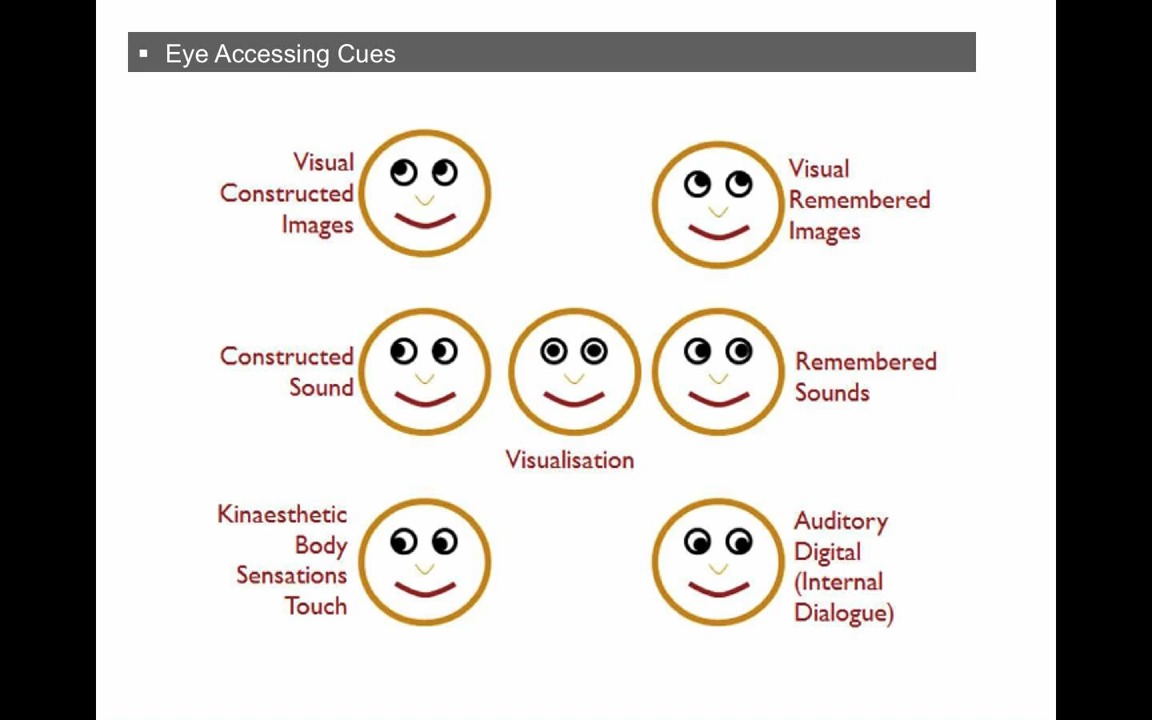 ▪ Eye Accessing Cues
Visual
Constructed
Images
Visual
Remembered
Images
Constructed
Sound
Visualisation
Remembered
Sounds
Kinaesthetic
Body
Sensations
Touch
Auditory
Digital
(Internal
Dialogue)